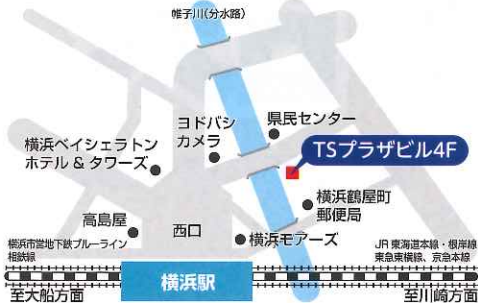 帷子川(分水路)
県民センター
ヨドバシ
カメラ
TSプラザビル4F
横浜ベイシェラトン
ホテル & タワーズ
横浜鶴屋町
郵便局
高島屋
西口
横浜モアーズ
横浜市営地下鉄ブルーライン
相鉄線
JR 東海道本線・根岸線
東急東横線、京急本線
横浜駅
至大船方面
至川崎方面